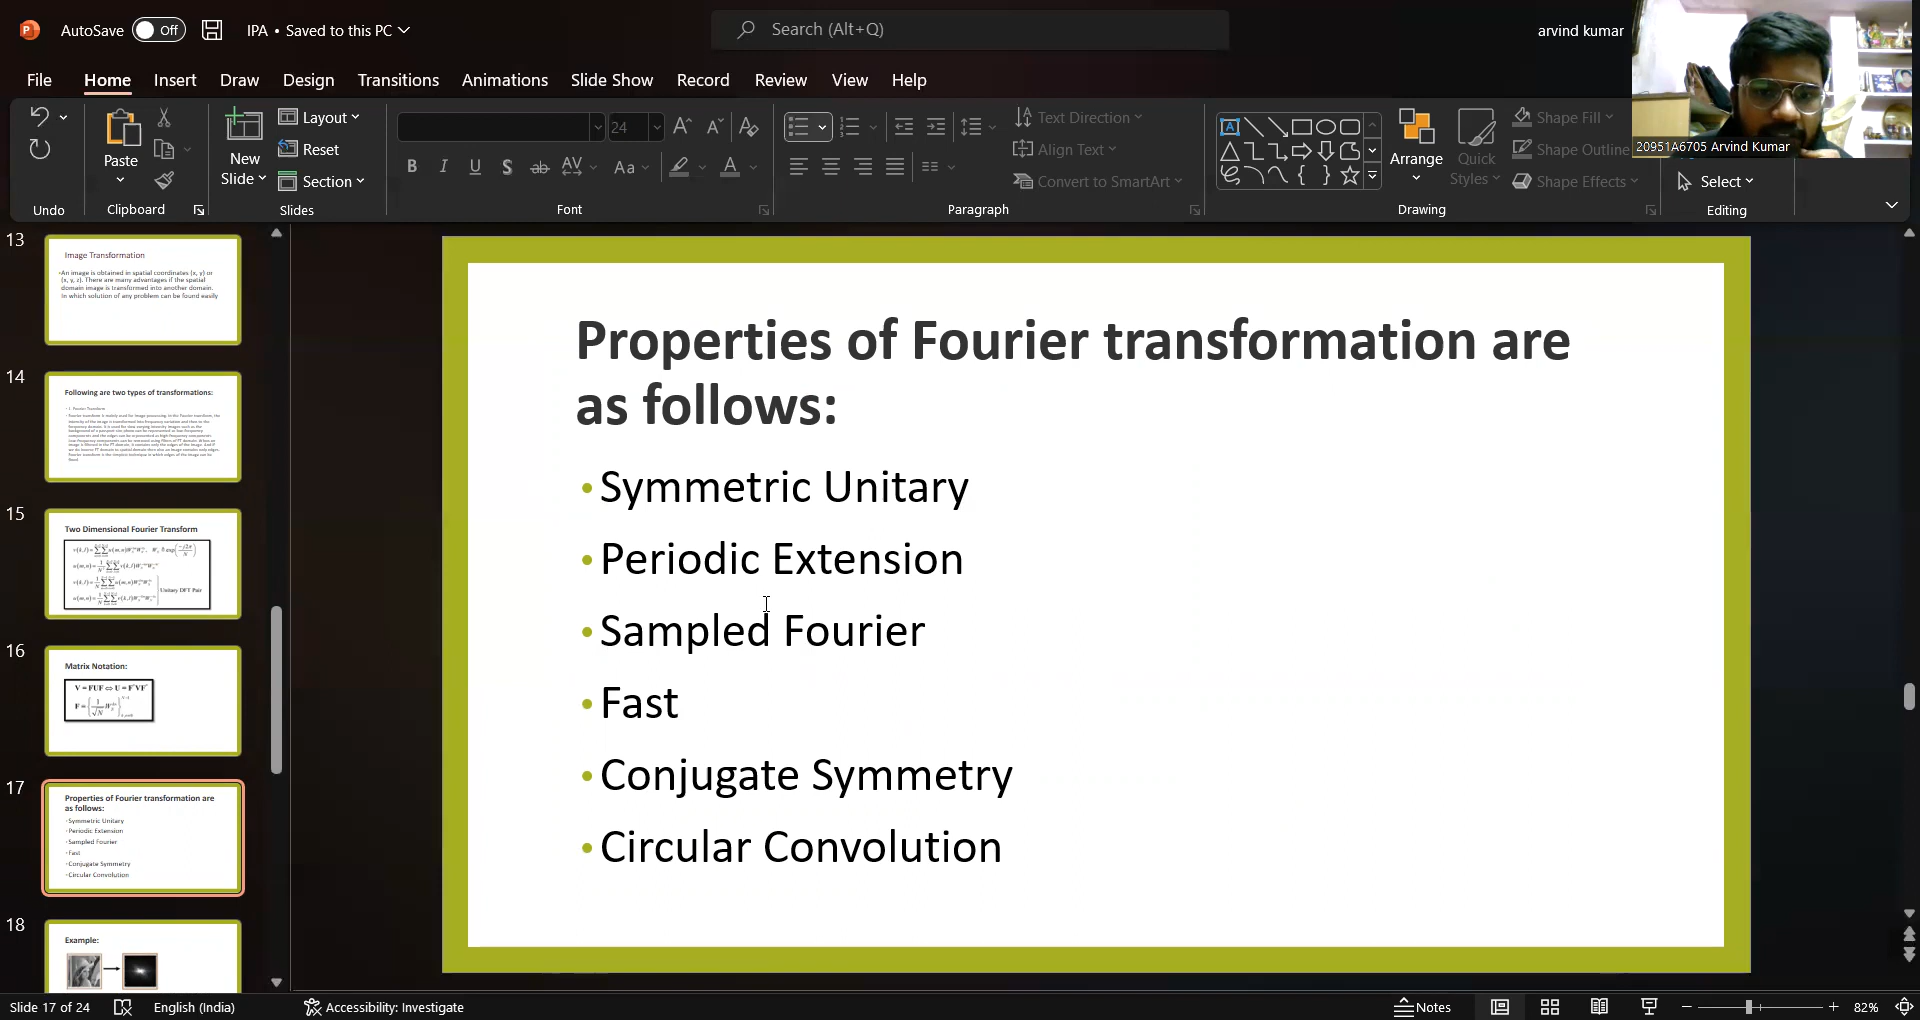 AutoSave Off IPA • Saved to this PC Search (Alt+Q) arvind kumar
File Home Insert Draw Design Transitions Animations Slide Show Record Review View Help
20951A6705 Arvind Kumar
Paste
New Slide
Layout
Reset
Section
24
B I U S ab AV Aa A
Text Direction
Align Text
Convert to SmartArt
Arrange
Quick Styles
Shape Fill
Shape Outline
Shape Effects
Select
Undo Clipboard Slides Font Paragraph Drawing Editing
13
Image Transformation
An image is obtained in spatial coordinates (x, y) or
(x, y, z). There are many advantages if the spatial
domain image is transformed into another domain.
In which solution of any problem can be found easily
14
Following are two types of transformations:
15
Two Dimensional Fourier Transform
Unitary DFT Pair
16
Matrix Notation:
17
Properties of Fourier transformation are
as follows:
• Symmetric Unitary
• Periodic Extension
• Sampled Fourier
• Fast
• Conjugate Symmetry
• Circular Convolution
18
Example:
Properties of Fourier transformation are
as follows:
• Symmetric Unitary
• Periodic Extension
• Sampled Fourier
• Fast
• Conjugate Symmetry
• Circular Convolution
Slide 17 of 24 English (India) Accessibility: Investigate Notes 82%